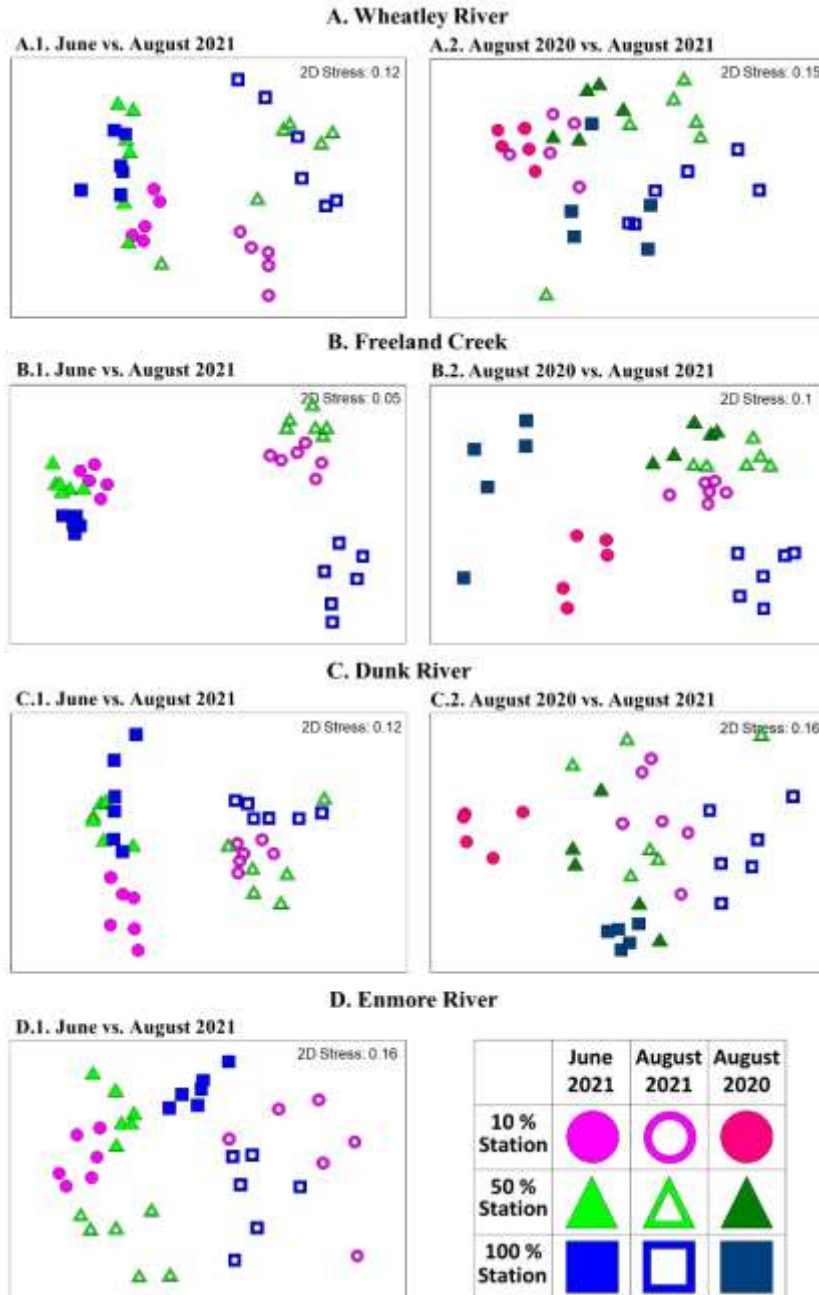 A. Wheatley River
A.1. June vs. August 2021
A.2. August 2020 vs. August 2021
2D Stress: 0.12
2D Stress: 0.15
B. Freeland Creek
B.1. June vs. August 2021
B.2. August 2020 vs. August 2021
2D Stress: 0.05
2D Stress: 0.1
C. Dunk River
C.1. June vs. August 2021
C.2. August 2020 vs. August 2021
2D Stress: 0.12
2D Stress: 0.16
D. Enmore River
D.1. June vs. August 2021
2D Stress: 0.16
June 2021
August 2021
August 2020
10 % Station
50 % Station
100 % Station